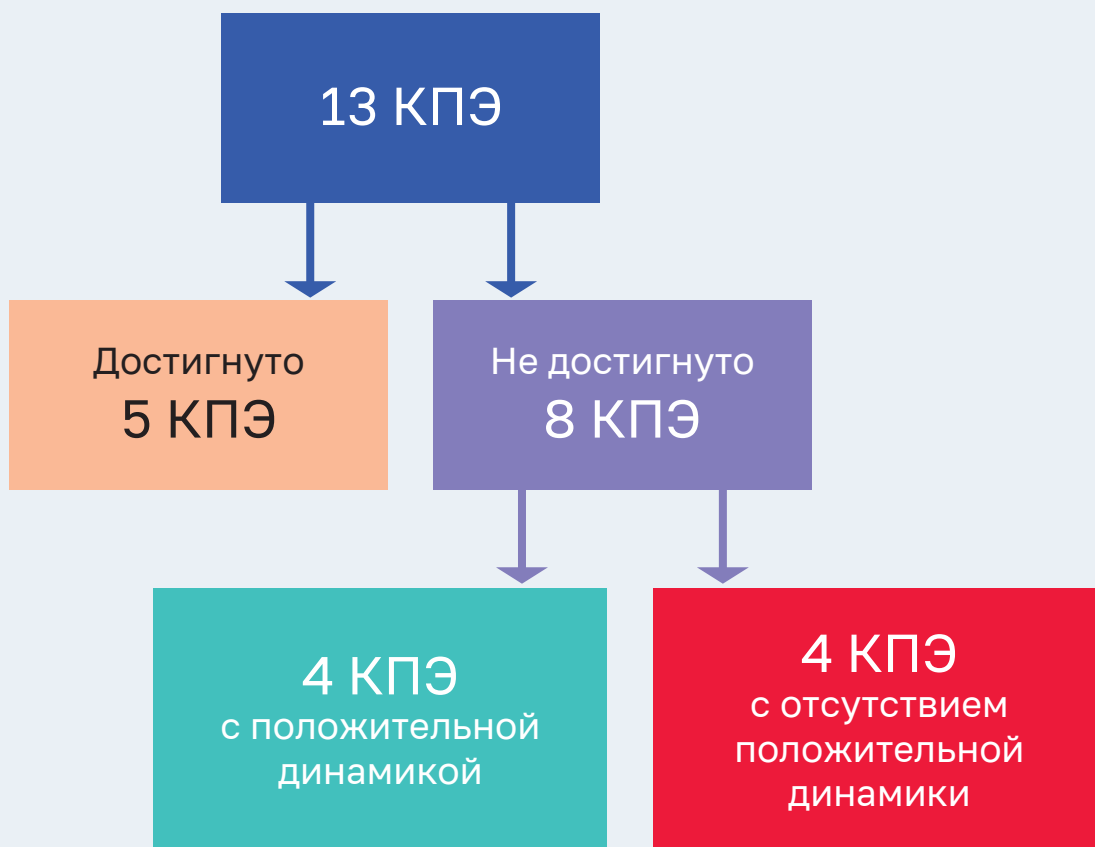 13 КПЭ
Достигнуто
5 КПЭ
Не достигнуто
8 КПЭ
4 КПЭ
с положительной
динамикой
4 КПЭ
с отсутствием
положительной
динамики